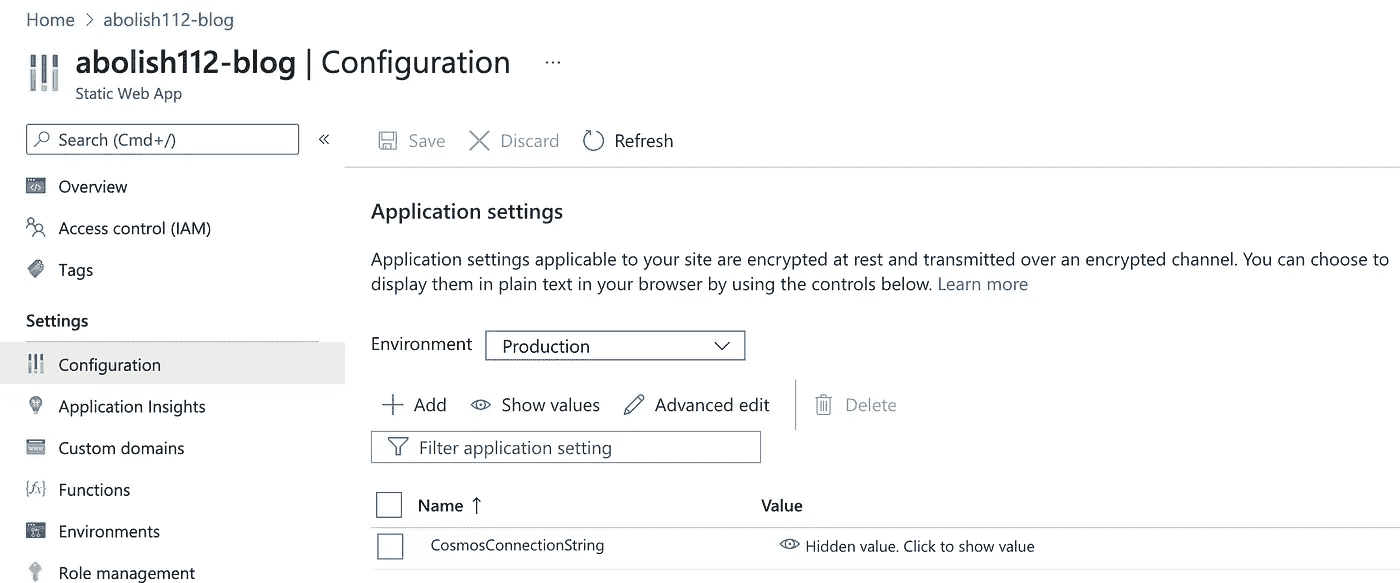 Home > abolish112-blog
abolish112-blog | Configuration ...
Static Web App
Search (Cmd+/)
«
Overview
Access control (IAM)
Tags
Settings
Configuration
Application Insights
Custom domains
Functions
Environments
Role management
Save Discard Refresh
Application settings
Application settings applicable to your site are encrypted at rest and transmitted over an encrypted channel. You can choose to
display them in plain text in your browser by using the controls below. Learn more
Environment Production
Add Show values Advanced edit Delete
Filter application setting
Name ↑ Value
CosmosConnectionString Hidden value. Click to show value